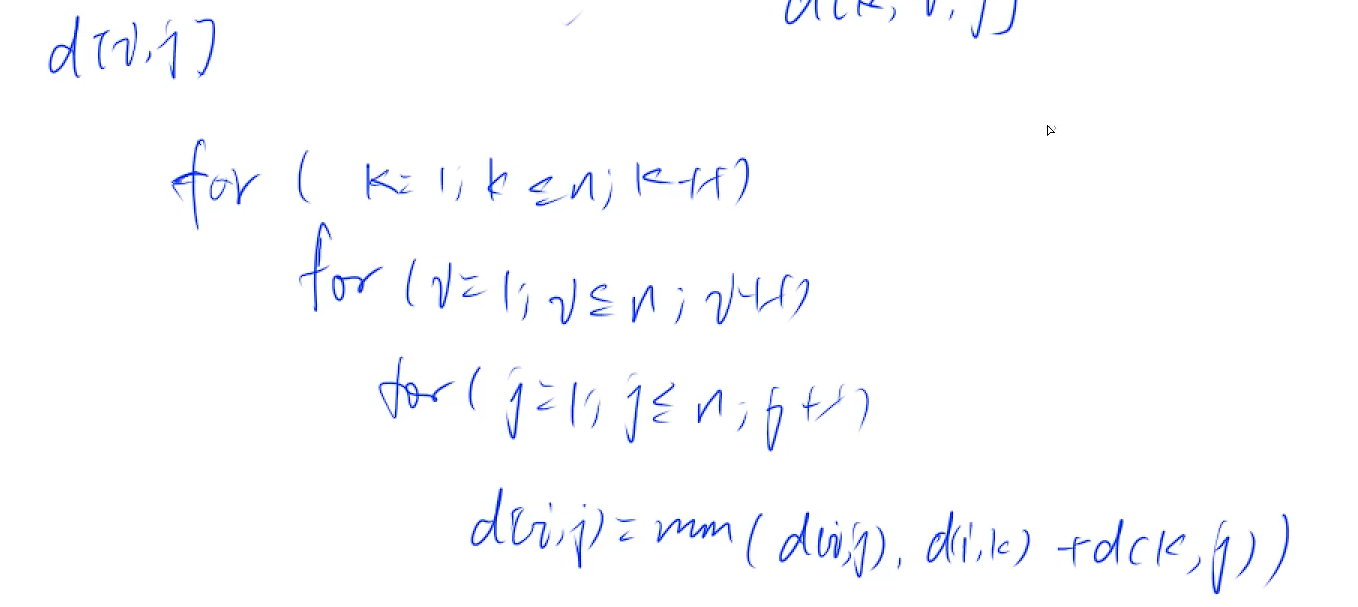 d[i,j]
d[k, i, j]
for ( k=1; k≤n; k++)
for (i=1; i≤n; i++)
for (j=1; j≤n; j++)
d(i,j)=min(d(i,j), d(i,k)+d(k,j))